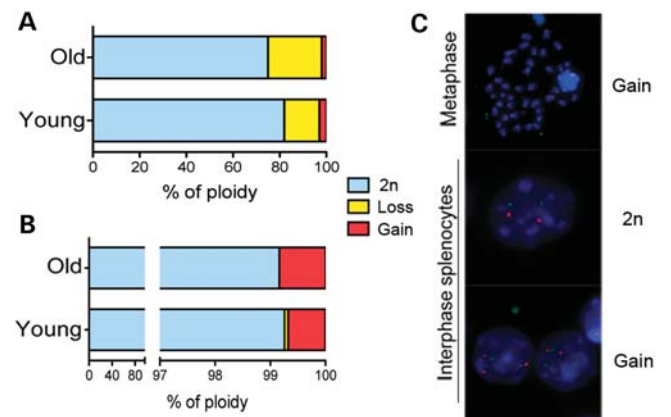 A
Old
Young
0 20 40 60 80 100
% of ploidy
2n
Loss
Gain
B
Old
Young
0 40 80 97 98 99 100
% of ploidy
C
Metaphase
Gain
Interphase splenocytes
2n
Gain